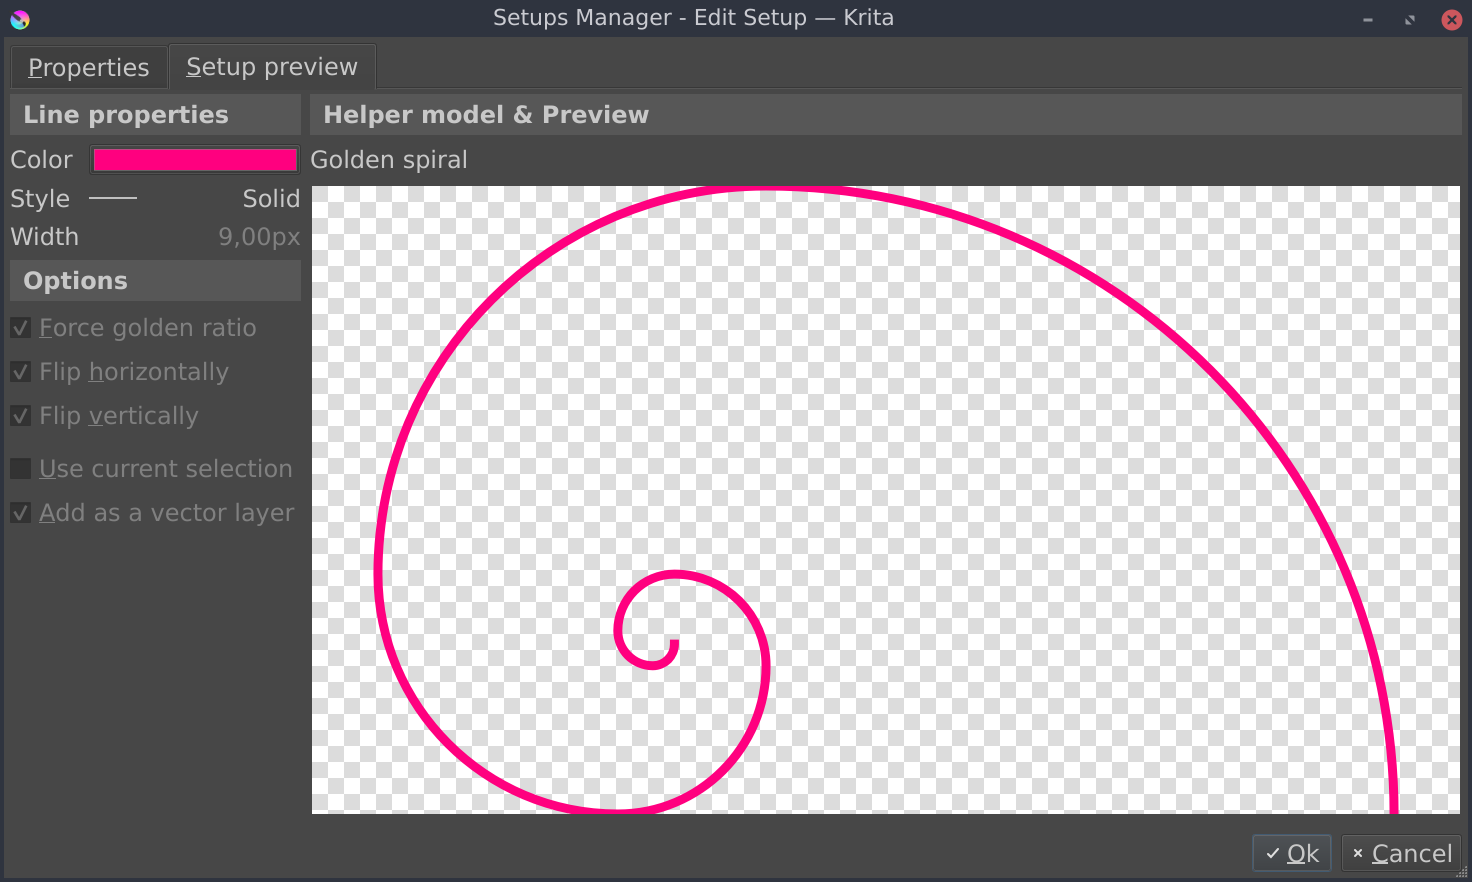 Setups Manager - Edit Setup — Krita
Properties
Setup preview
Line properties
Helper model & Preview
Color
Golden spiral
Style
Solid
Width
9,00px
Options
Force golden ratio
Flip horizontally
Flip vertically
Use current selection
Add as a vector layer
Ok
Cancel